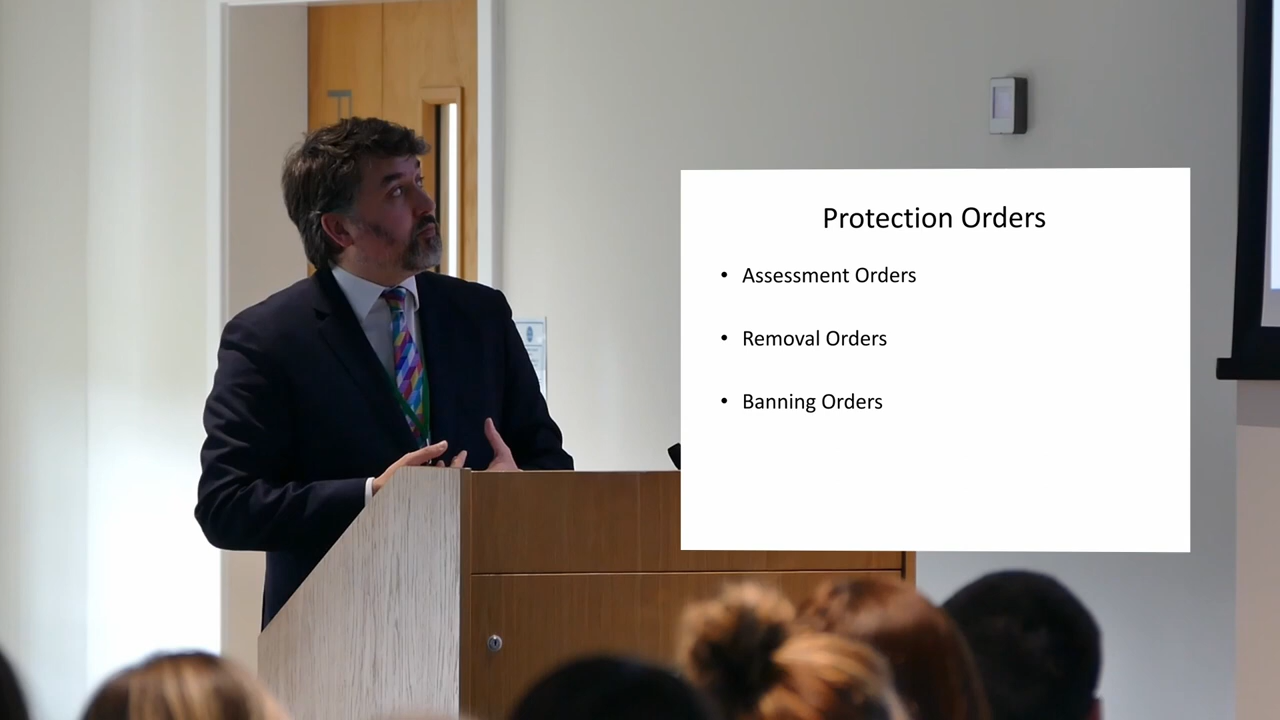 Protection Orders
• Assessment Orders
• Removal Orders
• Banning Orders